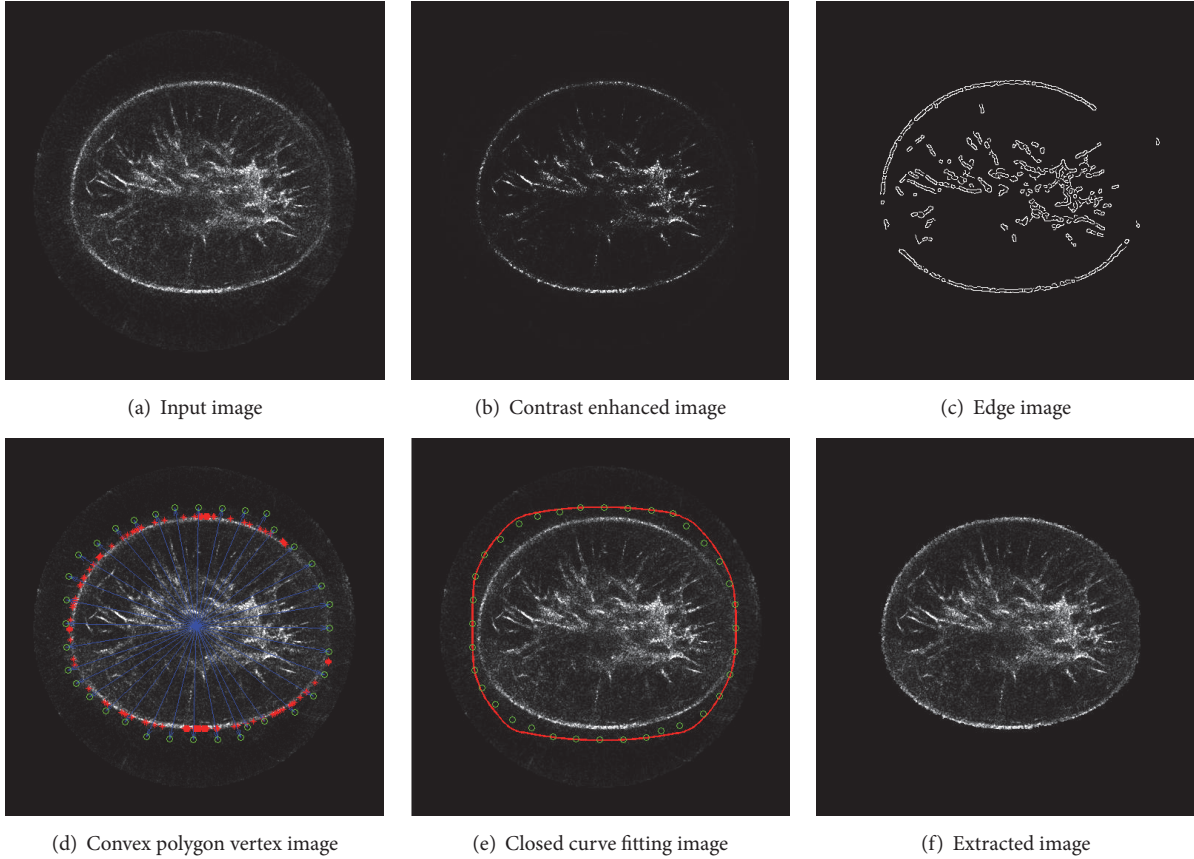 (a) Input image
(b) Contrast enhanced image
(c) Edge image
(d) Convex polygon vertex image
(e) Closed curve fitting image
(f) Extracted image